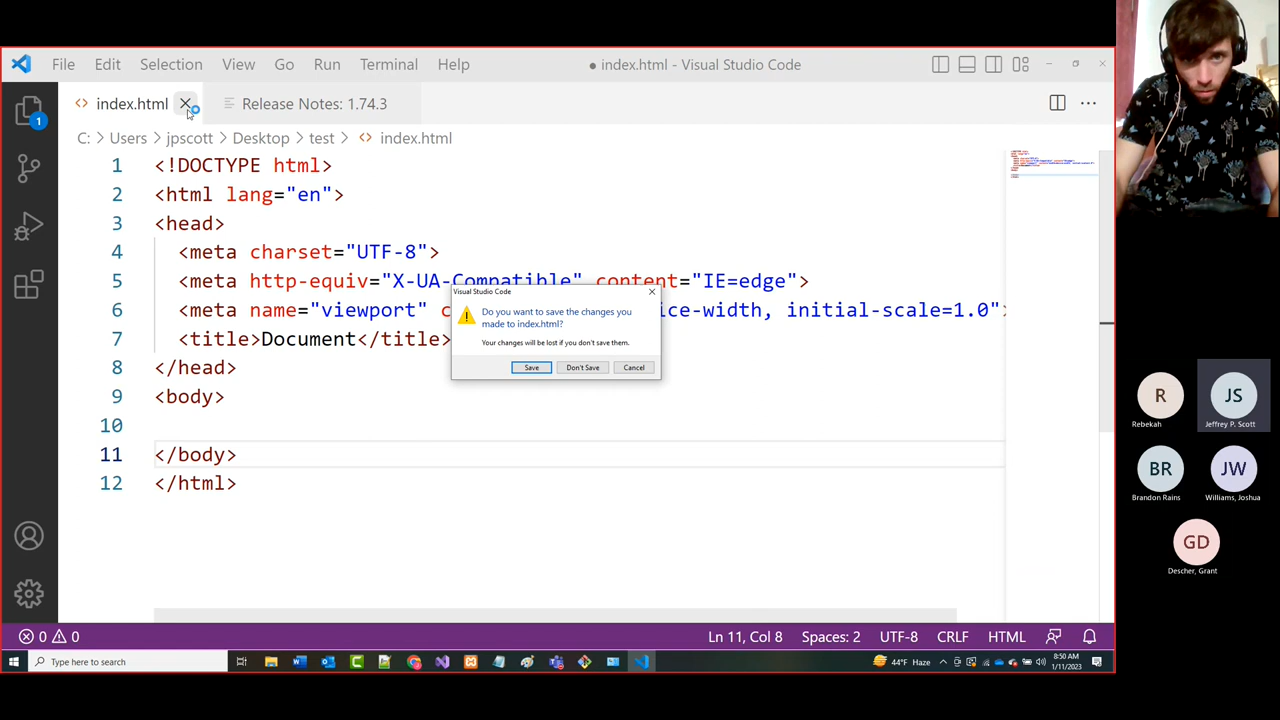 File Edit Selection View Go Run Terminal Help
● index.html - Visual Studio Code
index.html
Release Notes: 1.74.3
C: > Users > jpscott > Desktop > test > index.html
1 <!DOCTYPE html>
2 <html lang="en">
3 <head>
4 <meta charset="UTF-8">
5 <meta http-equiv="X-UA-Compatible" content="IE=edge">
6 <meta name="viewport" c ice-width, initial-scale=1.0">
7 <title>Document</title>
8 </head>
9 <body>
10
11 </body>
12 </html>
1
Visual Studio Code
Do you want to save the changes you
made to index.html?
Your changes will be lost if you don't save them.
Save Don't Save Cancel
0 0
Ln 11, Col 8 Spaces: 2 UTF-8 CRLF HTML
Type here to search
44°F Haze
8:50 AM
1/11/2023
R
Rebekah
JS
Jeffrey P. Scott
BR
Brandon Rains
JW
Williams, Joshua
GD
Descher, Grant